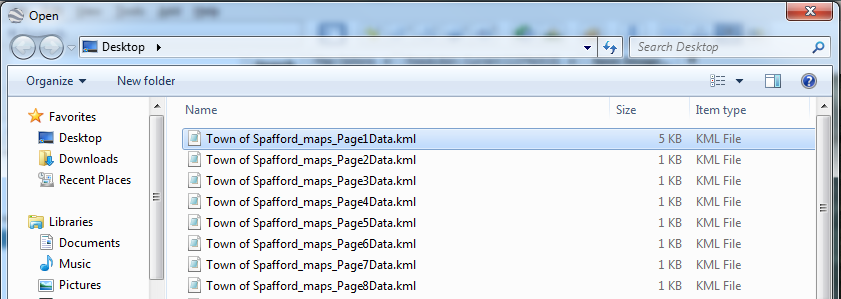 Open
Desktop
Search Desktop
Organize
New folder
Favorites
Desktop
Downloads
Recent Places
Libraries
Documents
Music
Pictures
Name Size Item type
Town of Spafford_maps_Page1Data.kml 5 KB KML File
Town of Spafford_maps_Page2Data.kml 1 KB KML File
Town of Spafford_maps_Page3Data.kml 1 KB KML File
Town of Spafford_maps_Page4Data.kml 1 KB KML File
Town of Spafford_maps_Page5Data.kml 1 KB KML File
Town of Spafford_maps_Page6Data.kml 1 KB KML File
Town of Spafford_maps_Page7Data.kml 1 KB KML File
Town of Spafford_maps_Page8Data.kml 1 KB KML File